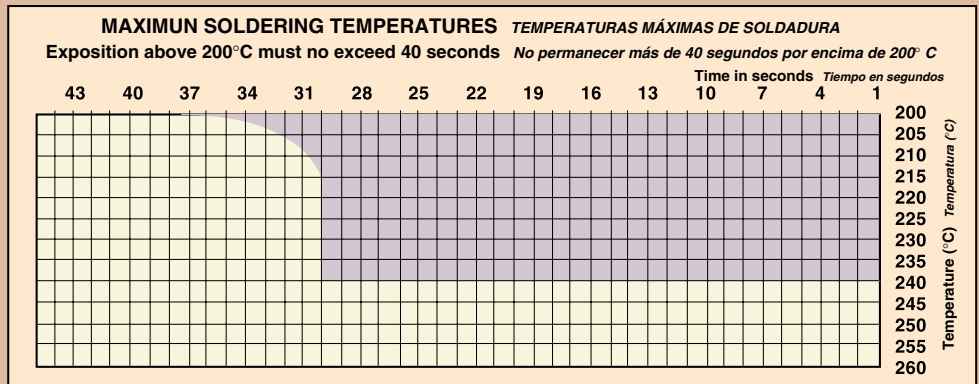 MAXIMUN SOLDERING TEMPERATURES TEMPERATURAS MÁXIMAS DE SOLDADURA
Exposition above 200°C must no exceed 40 seconds No permanecer más de 40 segundos por encima de 200° C
Time in seconds Tiempo en segundos
43 40 37 34 31 28 25 22 19 16 13 10 7 4 1
200
205
210
215
220
225
230
235
240
245
250
255
260
Temperature (°C) Temperatura (°C)